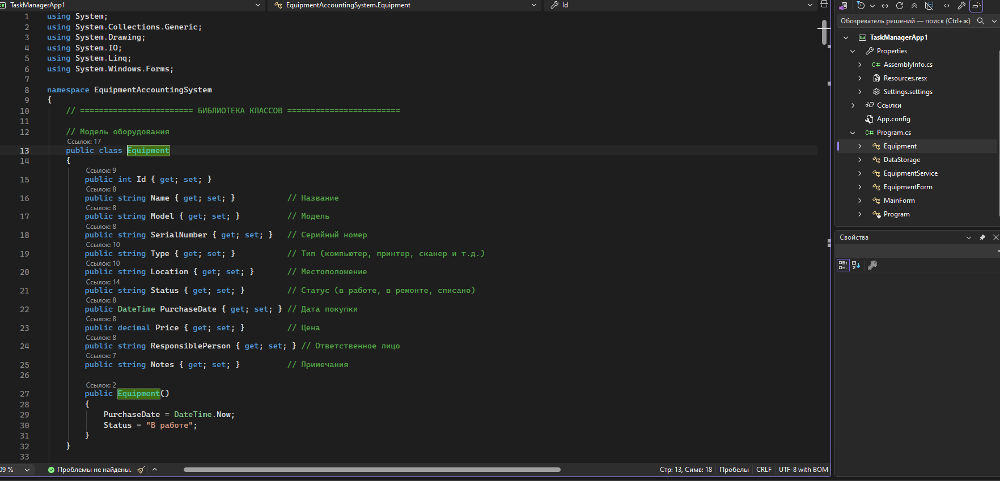 TaskManagerApp1
EquipmentAccountingSystem.Equipment
Id
1 using System;
2 using System.Collections.Generic;
3 using System.Drawing;
4 using System.IO;
5 using System.Linq;
6 using System.Windows.Forms;
7
8 namespace EquipmentAccountingSystem
9 {
10 // ======================== БИБЛИОТЕКА КЛАССОВ ========================
11
12 // Модель оборудования
Ссылок: 17
13 public class Equipment
14 {
Ссылок: 9
15 public int Id { get; set; }
Ссылок: 8
16 public string Name { get; set; } // Название
Ссылок: 8
17 public string Model { get; set; } // Модель
Ссылок: 8
18 public string SerialNumber { get; set; } // Серийный номер
Ссылок: 10
19 public string Type { get; set; } // Тип (компьютер, принтер, сканер и т.д.)
Ссылок: 10
20 public string Location { get; set; } // Местоположение
Ссылок: 14
21 public string Status { get; set; } // Статус (в работе, в ремонте, списано)
Ссылок: 8
22 public DateTime PurchaseDate { get; set; } // Дата покупки
Ссылок: 8
23 public decimal Price { get; set; } // Цена
Ссылок: 8
24 public string ResponsiblePerson { get; set; } // Ответственное лицо
Ссылок: 7
25 public string Notes { get; set; } // Примечания
26
Ссылок: 2
27 public Equipment()
28 {
29 PurchaseDate = DateTime.Now;
30 Status = "В работе";
31 }
32 }
33
09 %
Проблемы не найдены.
Стр: 13, Симв: 18
Пробелы
CRLF
UTF-8 with BOM
Обозреватель решений — поиск (Ctrl+ж)
C# TaskManagerApp1
Properties
C# AssemblyInfo.cs
Resources.resx
Settings.settings
Ссылки
App.config
C# Program.cs
Equipment
DataStorage
EquipmentService
EquipmentForm
MainForm
Program
Свойства